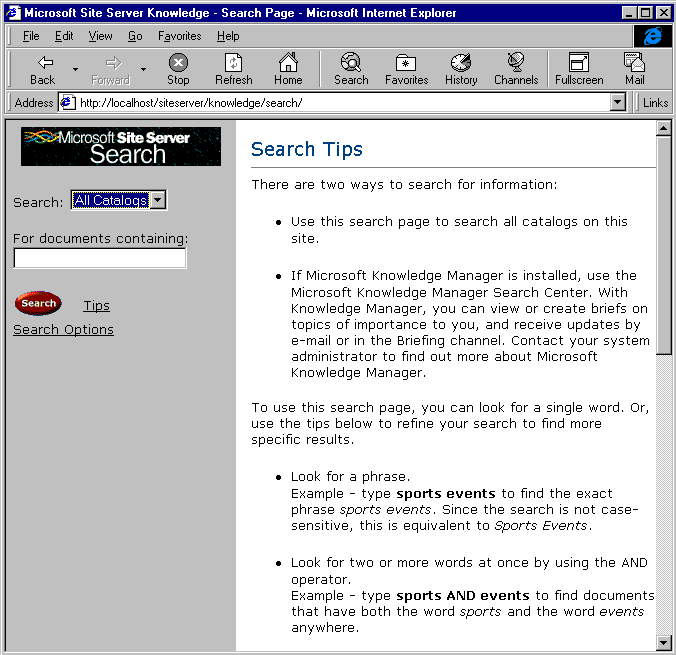 Microsoft Site Server Knowledge - Search Page - Microsoft Internet Explorer
File Edit View Go Favorites Help
Back Forward Stop Refresh Home Search Favorites History Channels Fullscreen Mail
Address http://localhost/siteserver/knowledge/search/ Links
Microsoft Site Server
Search
Search: All Catalogs
For documents containing:
Search Tips
Search Options
Search Tips
There are two ways to search for information:
• Use this search page to search all catalogs on this
site.
• If Microsoft Knowledge Manager is installed, use the
Microsoft Knowledge Manager Search Center. With
Knowledge Manager, you can view or create briefs on
topics of importance to you, and receive updates by
e-mail or in the Briefing channel. Contact your system
administrator to find out more about Microsoft
Knowledge Manager.
To use this search page, you can look for a single word. Or,
use the tips below to refine your search to find more
specific results.
• Look for a phrase.
Example - type sports events to find the exact
phrase sports events. Since the search is not case-
sensitive, this is equivalent to Sports Events.
• Look for two or more words at once by using the AND
operator.
Example - type sports AND events to find documents
that have both the word sports and the word events
anywhere.